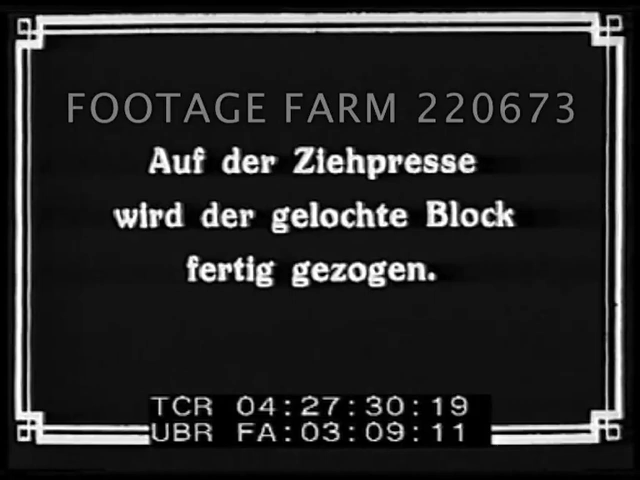 FOOTAGE FARM 220673
Auf der Ziehpresse
wird der gelochte Block
fertig gezogen.
TCR 04:27:30:19
UBR FA:03:09:11